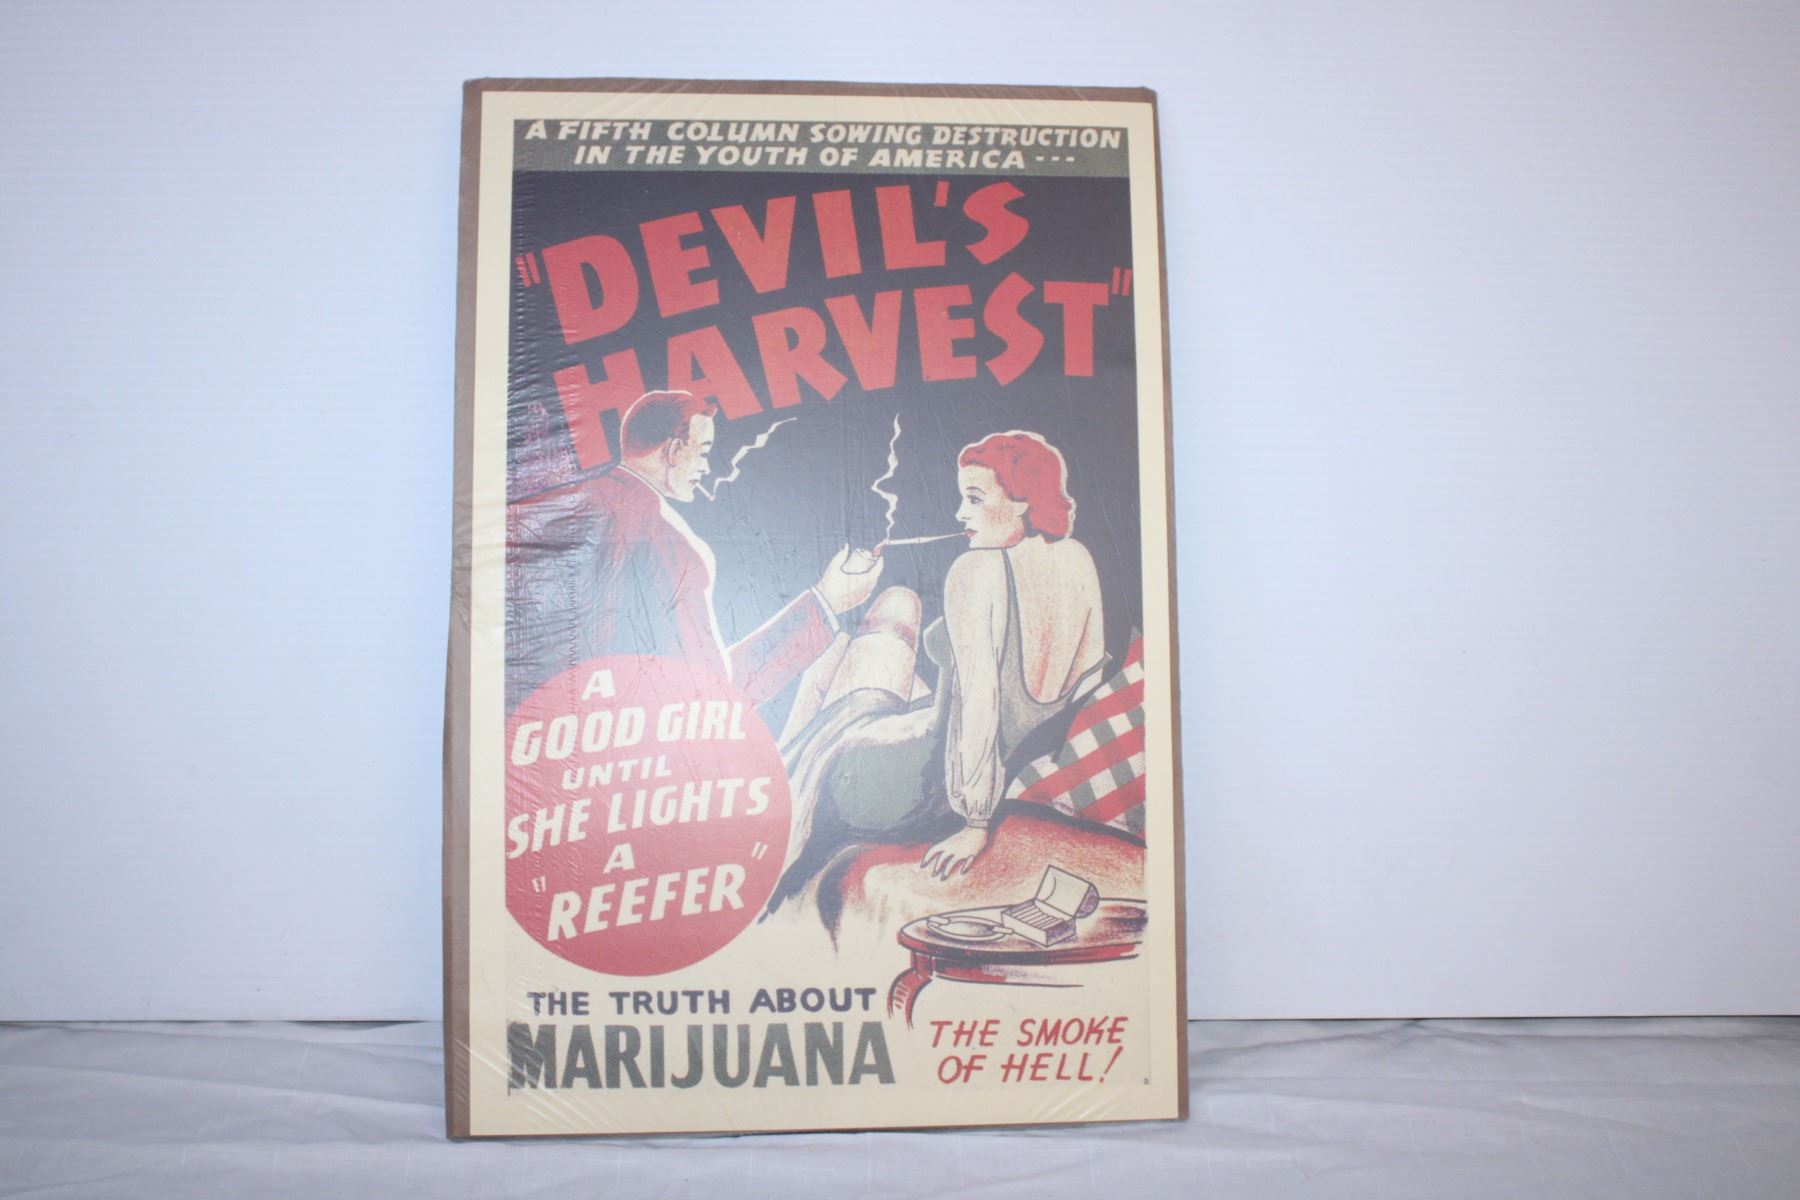 A FIFTH COLUMN SOWING DESTRUCTION
IN THE YOUTH OF AMERICA ---
"DEVIL'S
HARVEST"
A
GOOD GIRL
UNTIL
SHE LIGHTS
A
"REEFER"
THE TRUTH ABOUT
MARIJUANA
THE SMOKE
OF HELL!